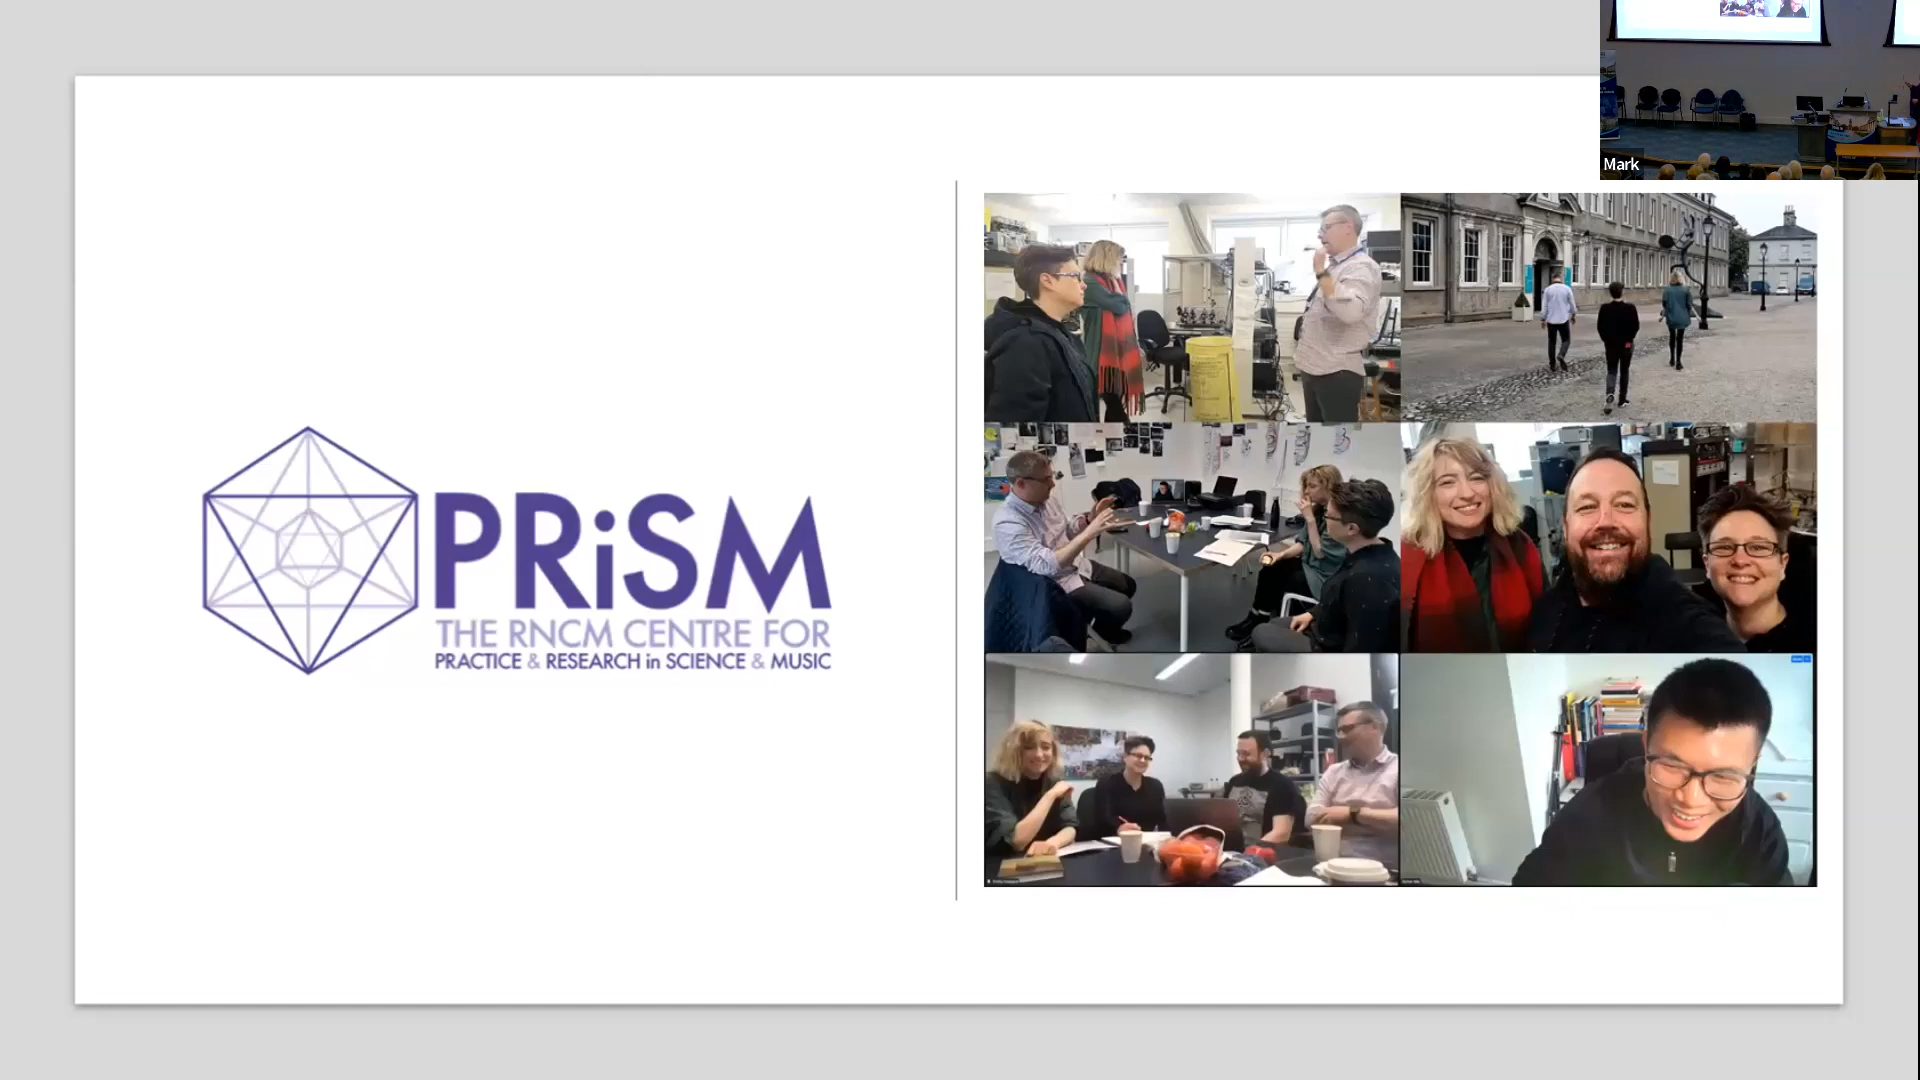 Mark
PRiSM
THE RNCM CENTRE FOR
PRACTICE & RESEARCH in SCIENCE & MUSIC